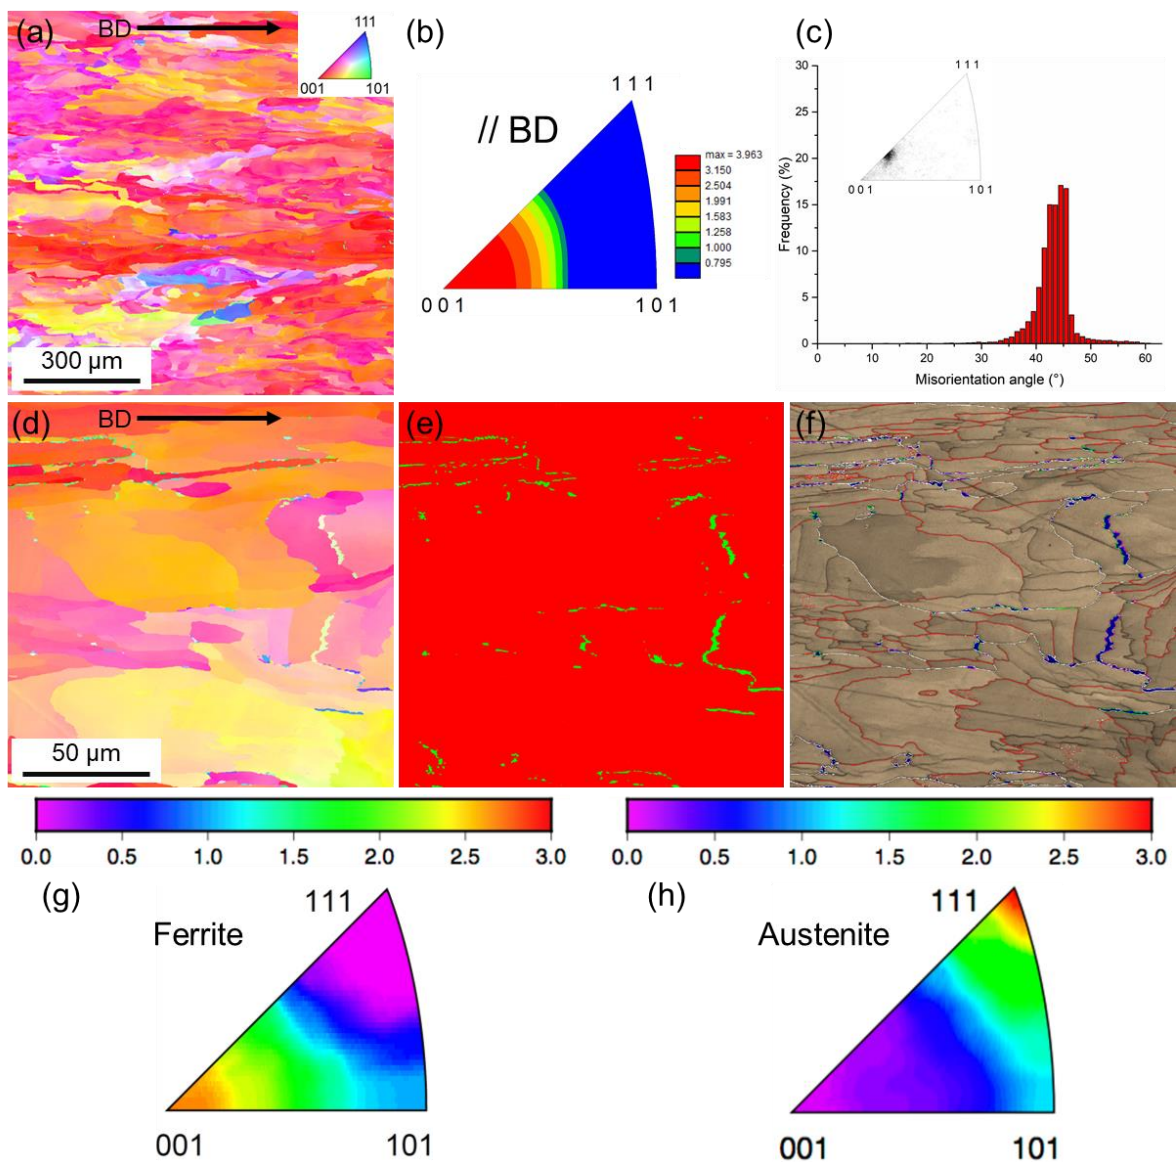 (a)
BD
111
001
101
300 μm
(b)
1 1 1
// BD
max = 3.963
3.150
2.504
1.991
1.583
1.258
1.000
0.795
0 0 1
1 0 1
(c)
30
25
20
15
10
5
0
Frequency (%)
1 1 1
0 0 1
1 0 1
0
10
20
30
40
50
60
Misorientation angle (°)
(d)
BD
50 μm
(e)
(f)
0.0 0.5 1.0 1.5 2.0 2.5 3.0
0.0 0.5 1.0 1.5 2.0 2.5 3.0
(g)
111
Ferrite
001
101
(h)
111
Austenite
001
101